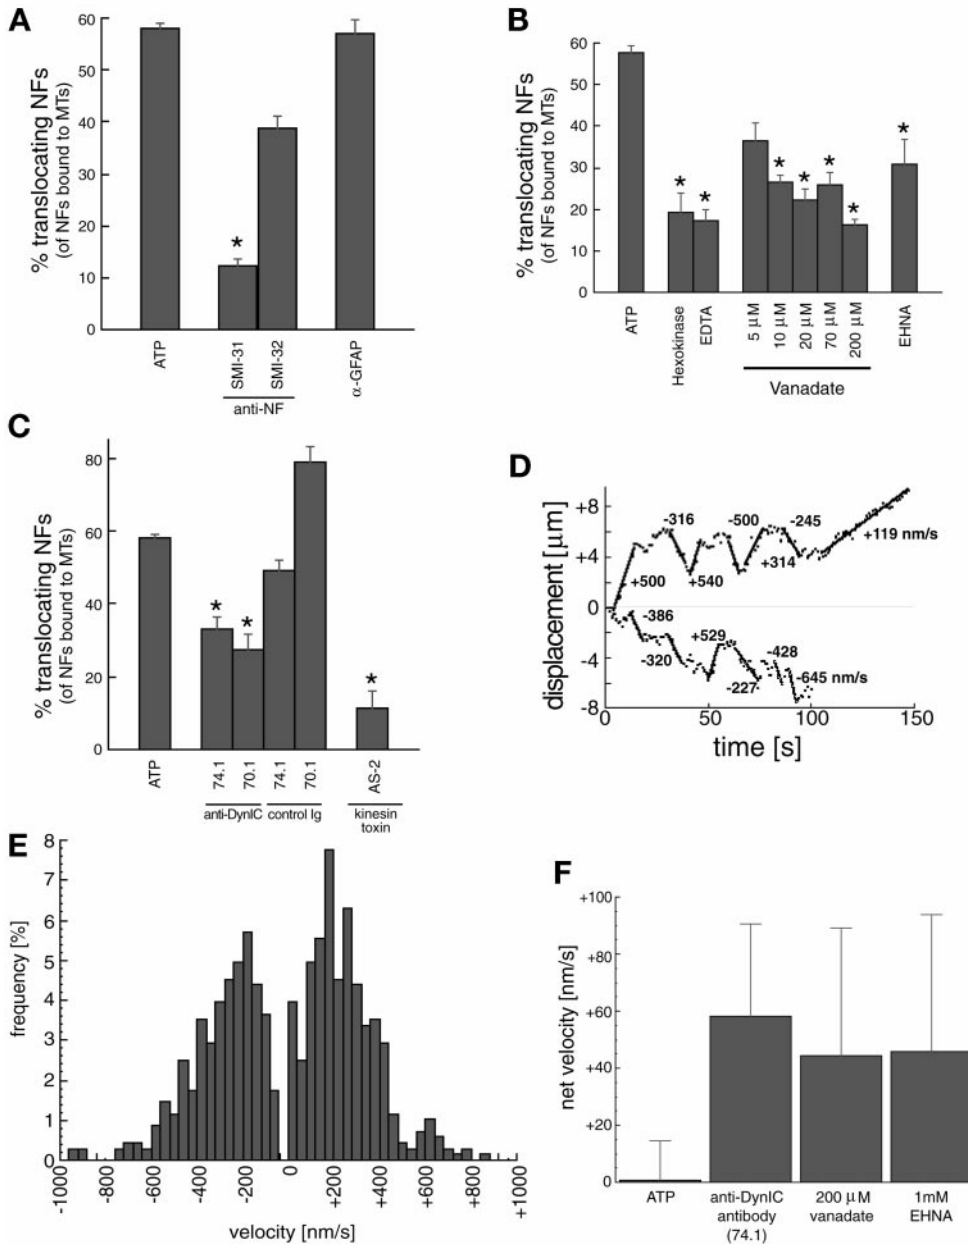 A
% translocating NFs
(of NFs bound to MTs)
60
50
40
30
20
10
0
*
ATP
SMI-31
SMI-32
anti-NF
α-GFAP
B
% translocating NFs
(of NFs bound to MTs)
60
50
40
30
20
10
0
* * * * * * *
ATP
Hexokinase
EDTA
5 μM
10 μM
20 μM
70 μM
200 μM
Vanadate
EHNA
C
% translocating NFs
(of NFs bound to MTs)
80
60
40
20
0
* * *
ATP
74.1
70.1
anti-DynIC
74.1
70.1
control Ig
AS-2
kinesin
toxin
D
displacement [μm]
+8
+4
0
-4
-8
-316
-500
-245
+119 nm/s
+500
+540
+314
-386
+529
-428
-320
-227
-645 nm/s
0 50 100 150
time [s]
E
frequency [%]
8
7
6
5
4
3
2
1
0
-1000 -800 -600 -400 -200 0 +200 +400 +600 +800 +1000
velocity [nm/s]
F
net velocity [nm/s]
+100
+80
+60
+40
+20
0
ATP
anti-DynIC
antibody
(74.1)
200 μM
vanadate
1mM
EHNA